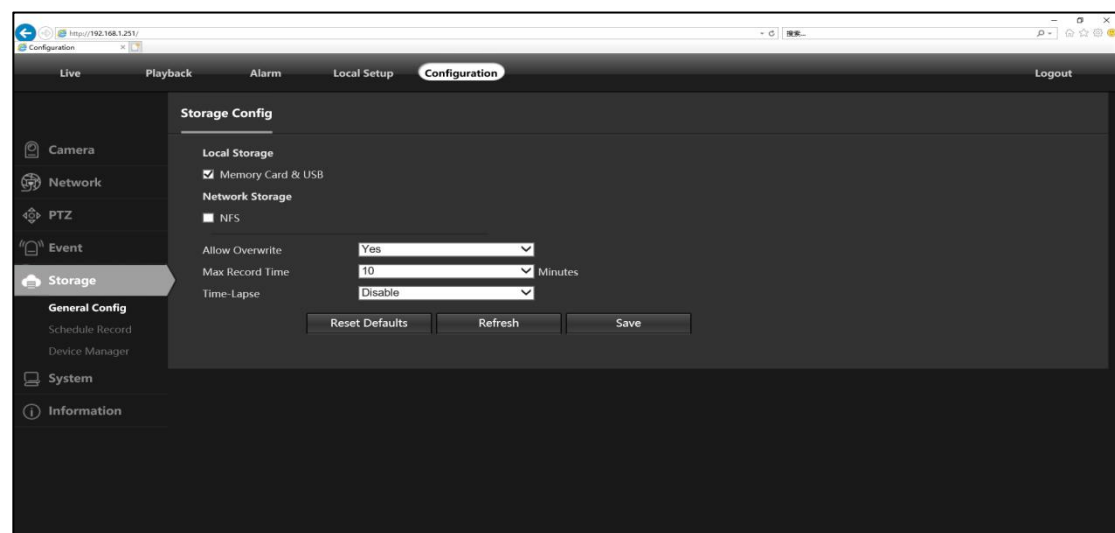 http://192.168.1.251/
搜索...
Configuration
Live Playback Alarm Local Setup Configuration Logout
Storage Config
Camera
Network
PTZ
Event
Storage
General Config
Schedule Record
Device Manager
System
Information
Local Storage
Memory Card & USB
Network Storage
NFS
Allow Overwrite Yes
Max Record Time 10 Minutes
Time-Lapse Disable
Reset Defaults Refresh Save